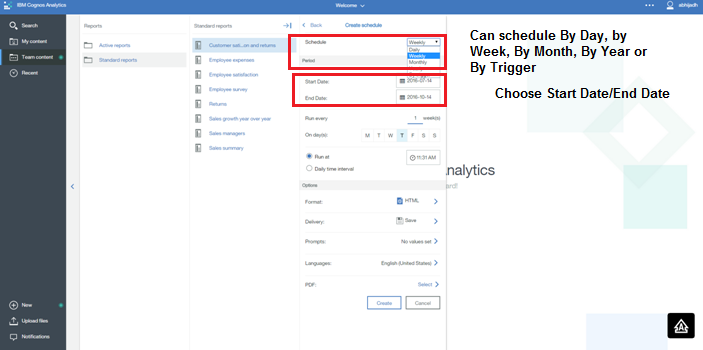 IBM Cognos Analytics
Welcome
abhijadh
Search
My content
Team content
Recent
New
Upload files
Notifications
Reports
Active reports
Standard reports
Standard reports
Customer sat...on and returns
Employee expenses
Employee satisfaction
Employee survey
Returns
Sales growth year over year
Sales managers
Sales summary
Back
Create schedule
Schedule
Weekly
Daily
Weekly
Monthly
Period
Start Date:
2016-07-14
End Date:
2016-10-14
Run every
1 week(s)
On day(s):
M T W T F S S
Run at
11:31 AM
Daily time interval
Options
Format:
HTML
Delivery:
Save
Prompts:
No values set
Languages:
English (United States)
PDF:
Select
Create
Cancel
nalytics
ard!
Can schedule By Day, by
Week, By Month, By Year or
By Trigger
Choose Start Date/End Date